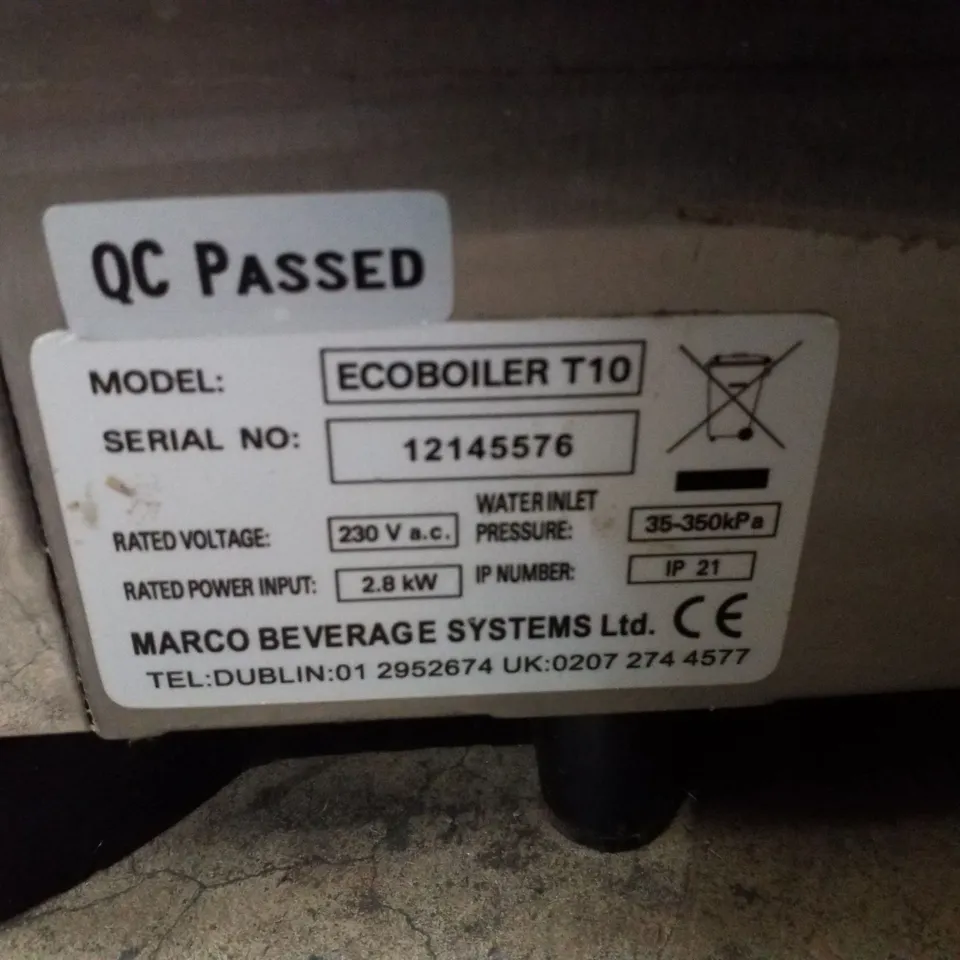 QC PASSED
MODEL: ECOBOILER T10
SERIAL NO: 12145576
RATED VOLTAGE: 230 V a.c. WATER INLET PRESSURE: 35-350kPa
RATED POWER INPUT: 2.8 kW IP NUMBER: IP 21
MARCO BEVERAGE SYSTEMS Ltd. CE
TEL:DUBLIN:01 2952674 UK:0207 274 4577